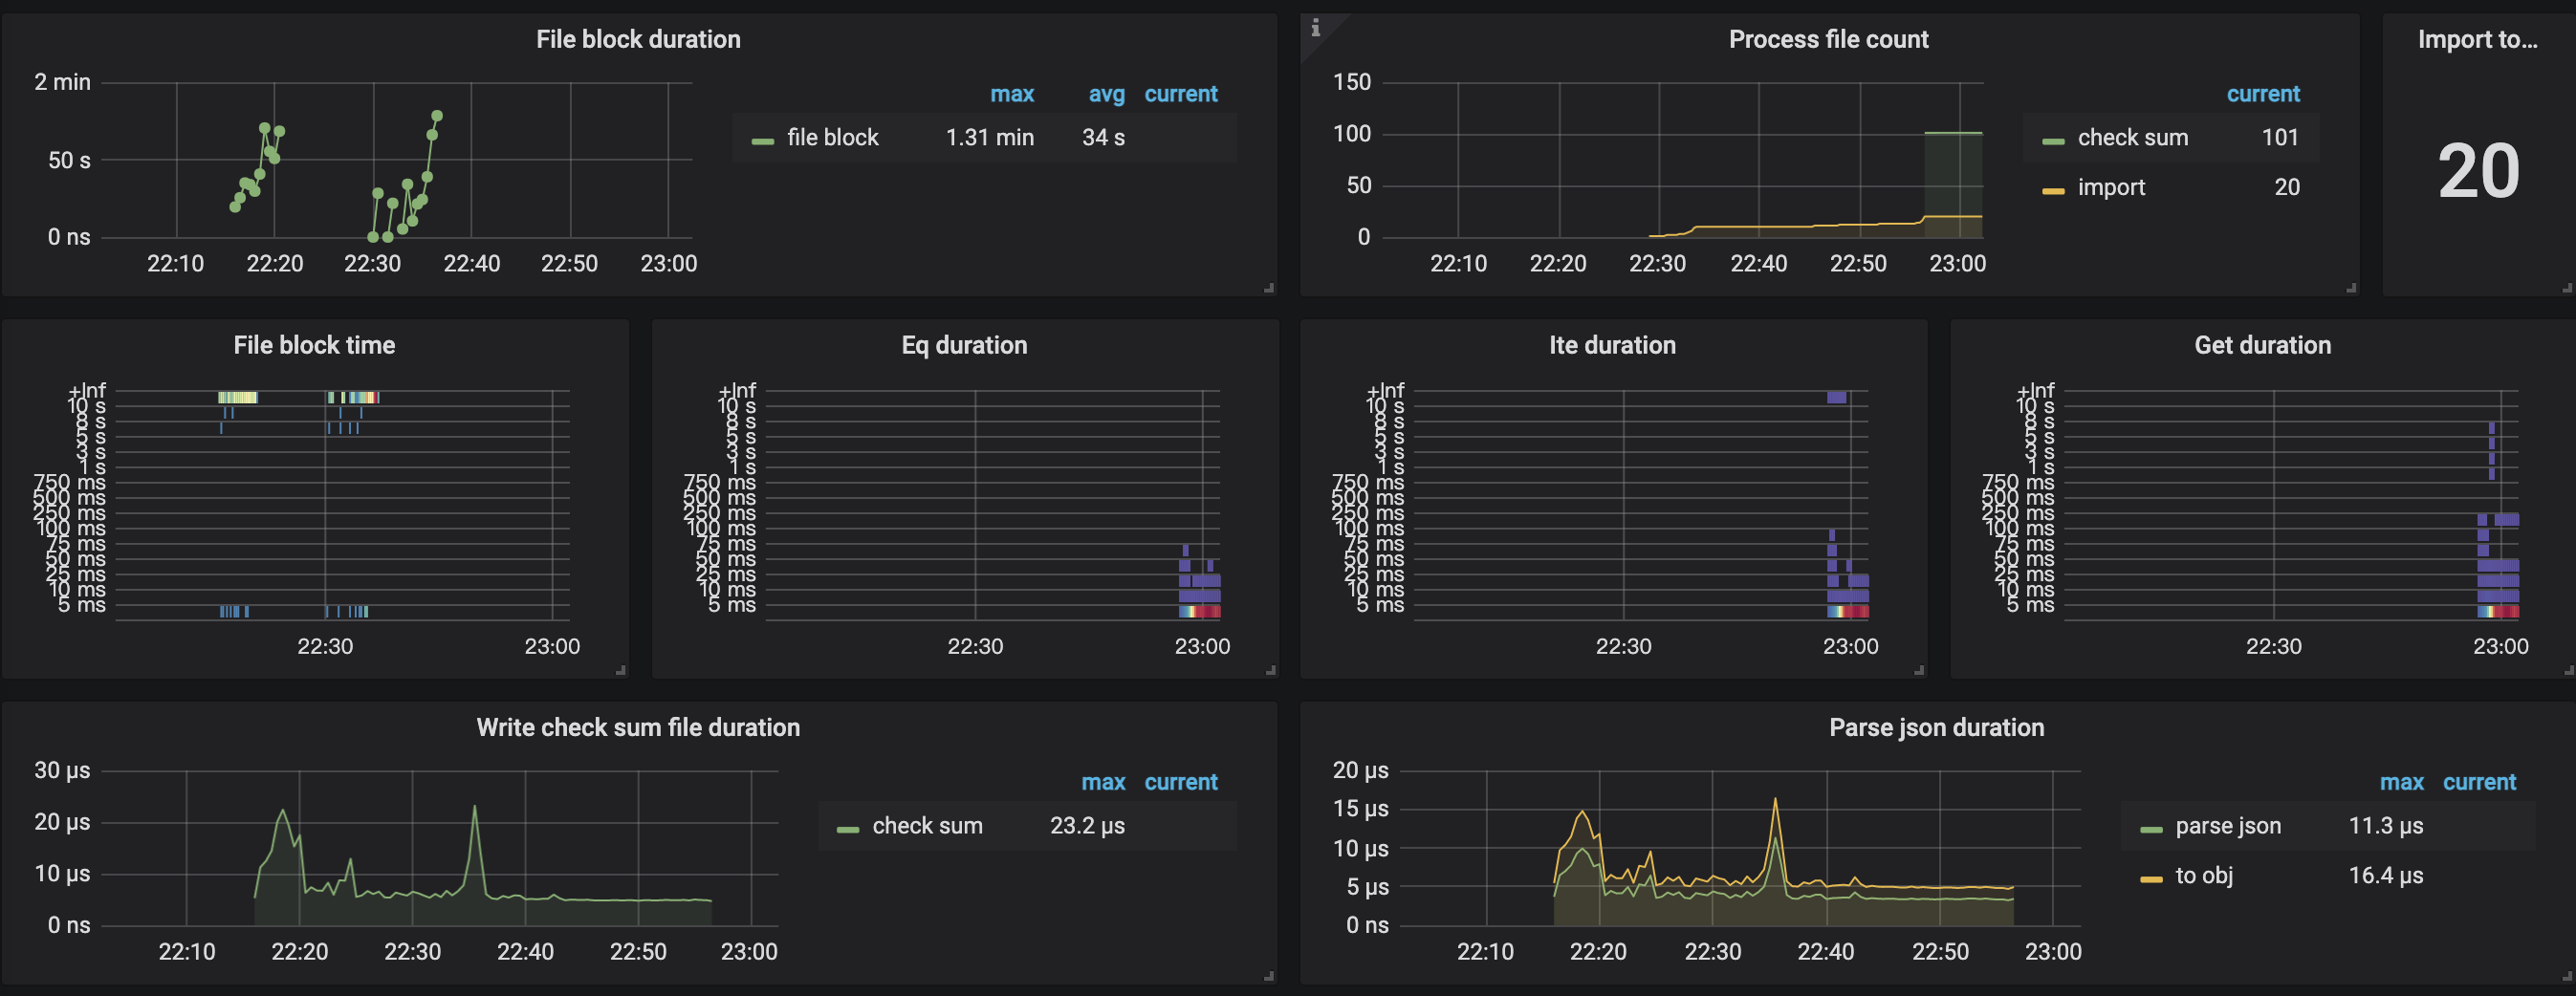 File block duration
2 min
50 s
0 ns
22:10 22:20 22:30 22:40 22:50 23:00
max avg current
file block 1.31 min 34 s
i
Process file count
150
100
50
0
22:10 22:20 22:30 22:40 22:50 23:00
current
check sum 101
import 20
Import to...
20
File block time
+Inf
10 s
8 s
5 s
3 s
1 s
750 ms
500 ms
250 ms
100 ms
75 ms
50 ms
25 ms
10 ms
5 ms
22:30 23:00
Eq duration
+Inf
10 s
8 s
5 s
3 s
1 s
750 ms
500 ms
250 ms
100 ms
75 ms
50 ms
25 ms
10 ms
5 ms
22:30 23:00
Ite duration
+Inf
10 s
8 s
5 s
3 s
1 s
750 ms
500 ms
250 ms
100 ms
75 ms
50 ms
25 ms
10 ms
5 ms
22:30 23:00
Get duration
+Inf
10 s
8 s
5 s
3 s
1 s
750 ms
500 ms
250 ms
100 ms
75 ms
50 ms
25 ms
10 ms
5 ms
22:30 23:00
Write check sum file duration
30 µs
20 µs
10 µs
0 ns
22:10 22:20 22:30 22:40 22:50 23:00
max current
check sum 23.2 µs
Parse json duration
20 µs
15 µs
10 µs
5 µs
0 ns
22:10 22:20 22:30 22:40 22:50 23:00
max current
parse json 11.3 µs
to obj 16.4 µs